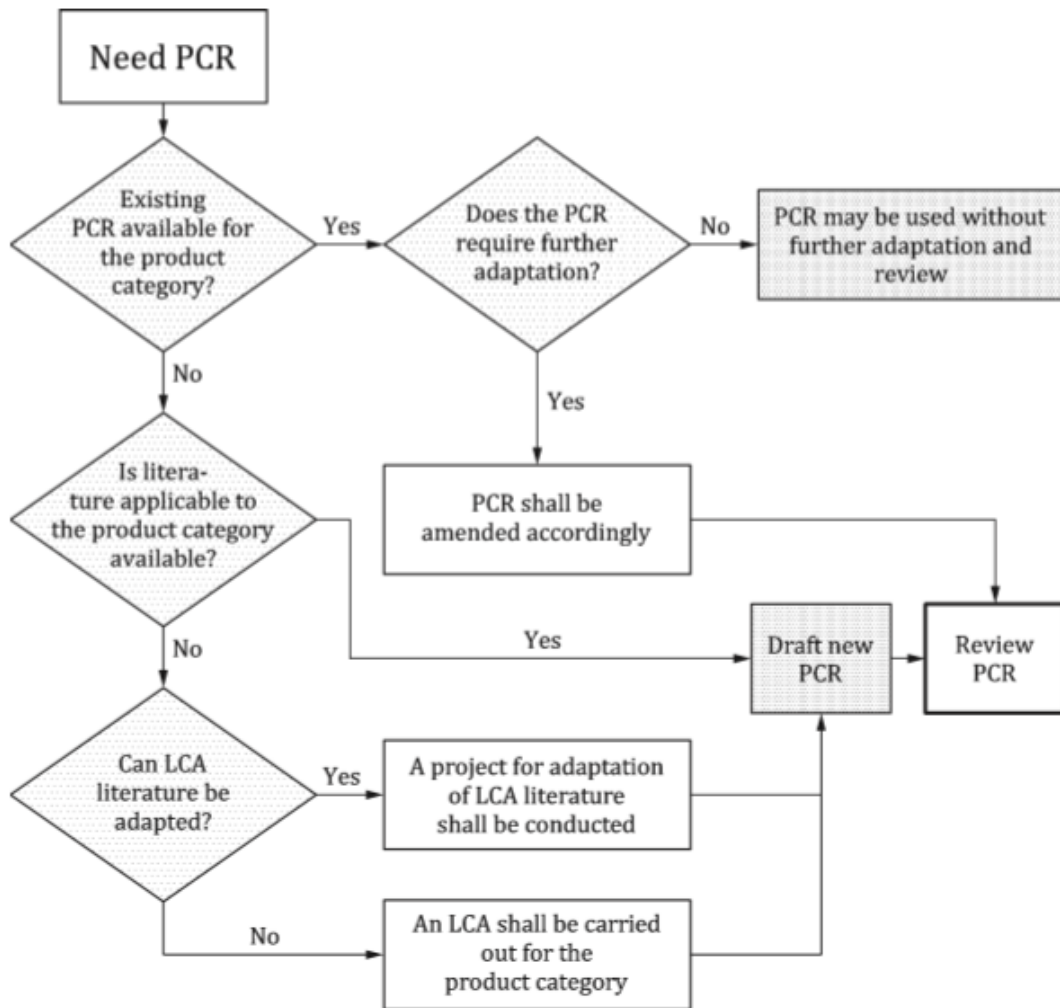 Need PCR
Existing
PCR available for
the product
category?
Yes
Does the PCR
require further
adaptation?
No
PCR may be used without
further adaptation and
review
No
Yes
Is litera-
ture applicable to
the product category
available?
PCR shall be
amended accordingly
Yes
Draft new
PCR
Review
PCR
No
Can LCA
literature be
adapted?
Yes
A project for adaptation
of LCA literature
shall be conducted
No
An LCA shall be carried
out for the
product category